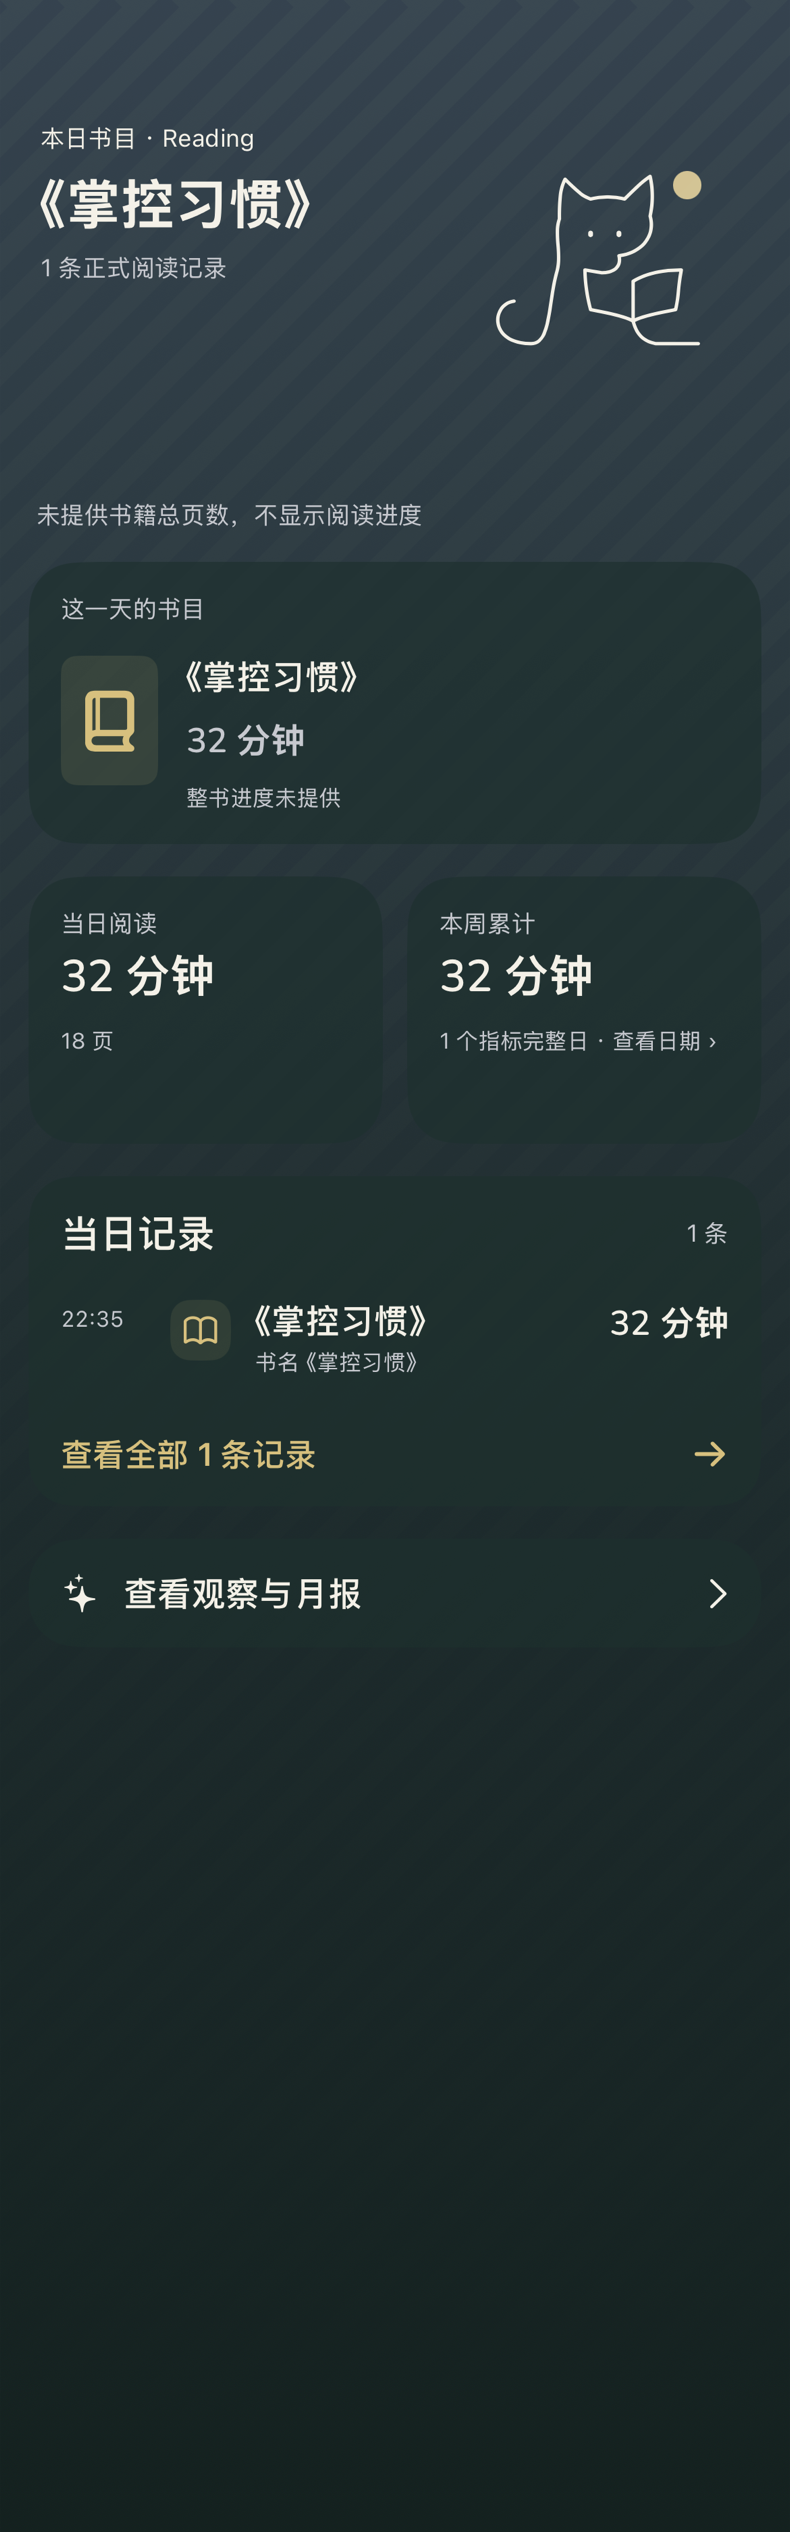 本日书目 · Reading
《掌控习惯》
1 条正式阅读记录
未提供书籍总页数，不显示阅读进度
这一天的书目
《掌控习惯》
32 分钟
整书进度未提供
当日阅读
32 分钟
18 页
本周累计
32 分钟
1 个指标完整日 · 查看日期 ›
当日记录
1 条
22:35
《掌控习惯》
32 分钟
书名《掌控习惯》
查看全部 1 条记录
查看观察与月报